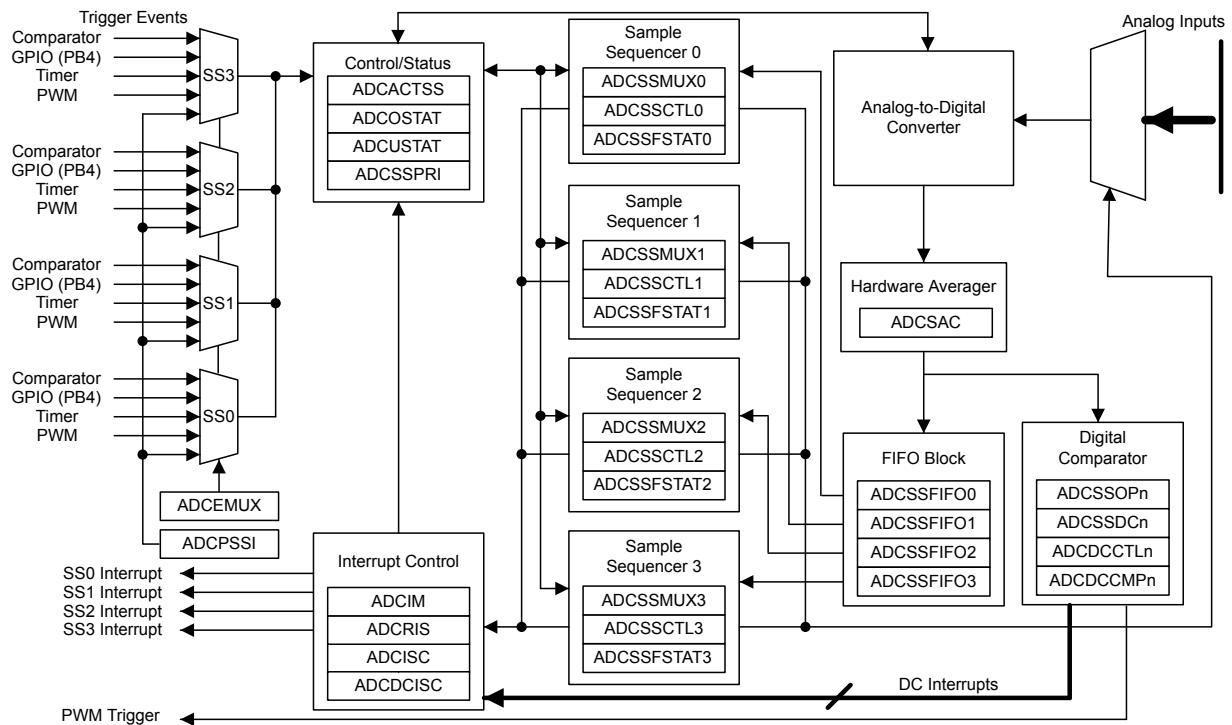 Trigger Events
Comparator
GPIO (PB4)
Timer
PWM
SS3
Comparator
GPIO (PB4)
Timer
PWM
SS2
Comparator
GPIO (PB4)
Timer
PWM
SS1
Comparator
GPIO (PB4)
Timer
PWM
SS0
ADCEMUX
ADCPSSI
SS0 Interrupt
SS1 Interrupt
SS2 Interrupt
SS3 Interrupt
PWM Trigger
Control/Status
ADCACTSS
ADCOSTAT
ADCUSTAT
ADCSSPRI
Interrupt Control
ADCIM
ADCRIS
ADCISC
ADCDCISC
Sample
Sequencer 0
ADCSSMUX0
ADCSSCTL0
ADCSSFSTAT0
Sample
Sequencer 1
ADCSSMUX1
ADCSSCTL1
ADCSSFSTAT1
Sample
Sequencer 2
ADCSSMUX2
ADCSSCTL2
ADCSSFSTAT2
Sample
Sequencer 3
ADCSSMUX3
ADCSSCTL3
ADCSSFSTAT3
Analog-to-Digital
Converter
Analog Inputs
Hardware Averager
ADCSAC
FIFO Block
ADCSSFIFO0
ADCSSFIFO1
ADCSSFIFO2
ADCSSFIFO3
Digital
Comparator
ADCSSOPn
ADCSSDCn
ADCDCCTLn
ADCDCCMPn
DC Interrupts